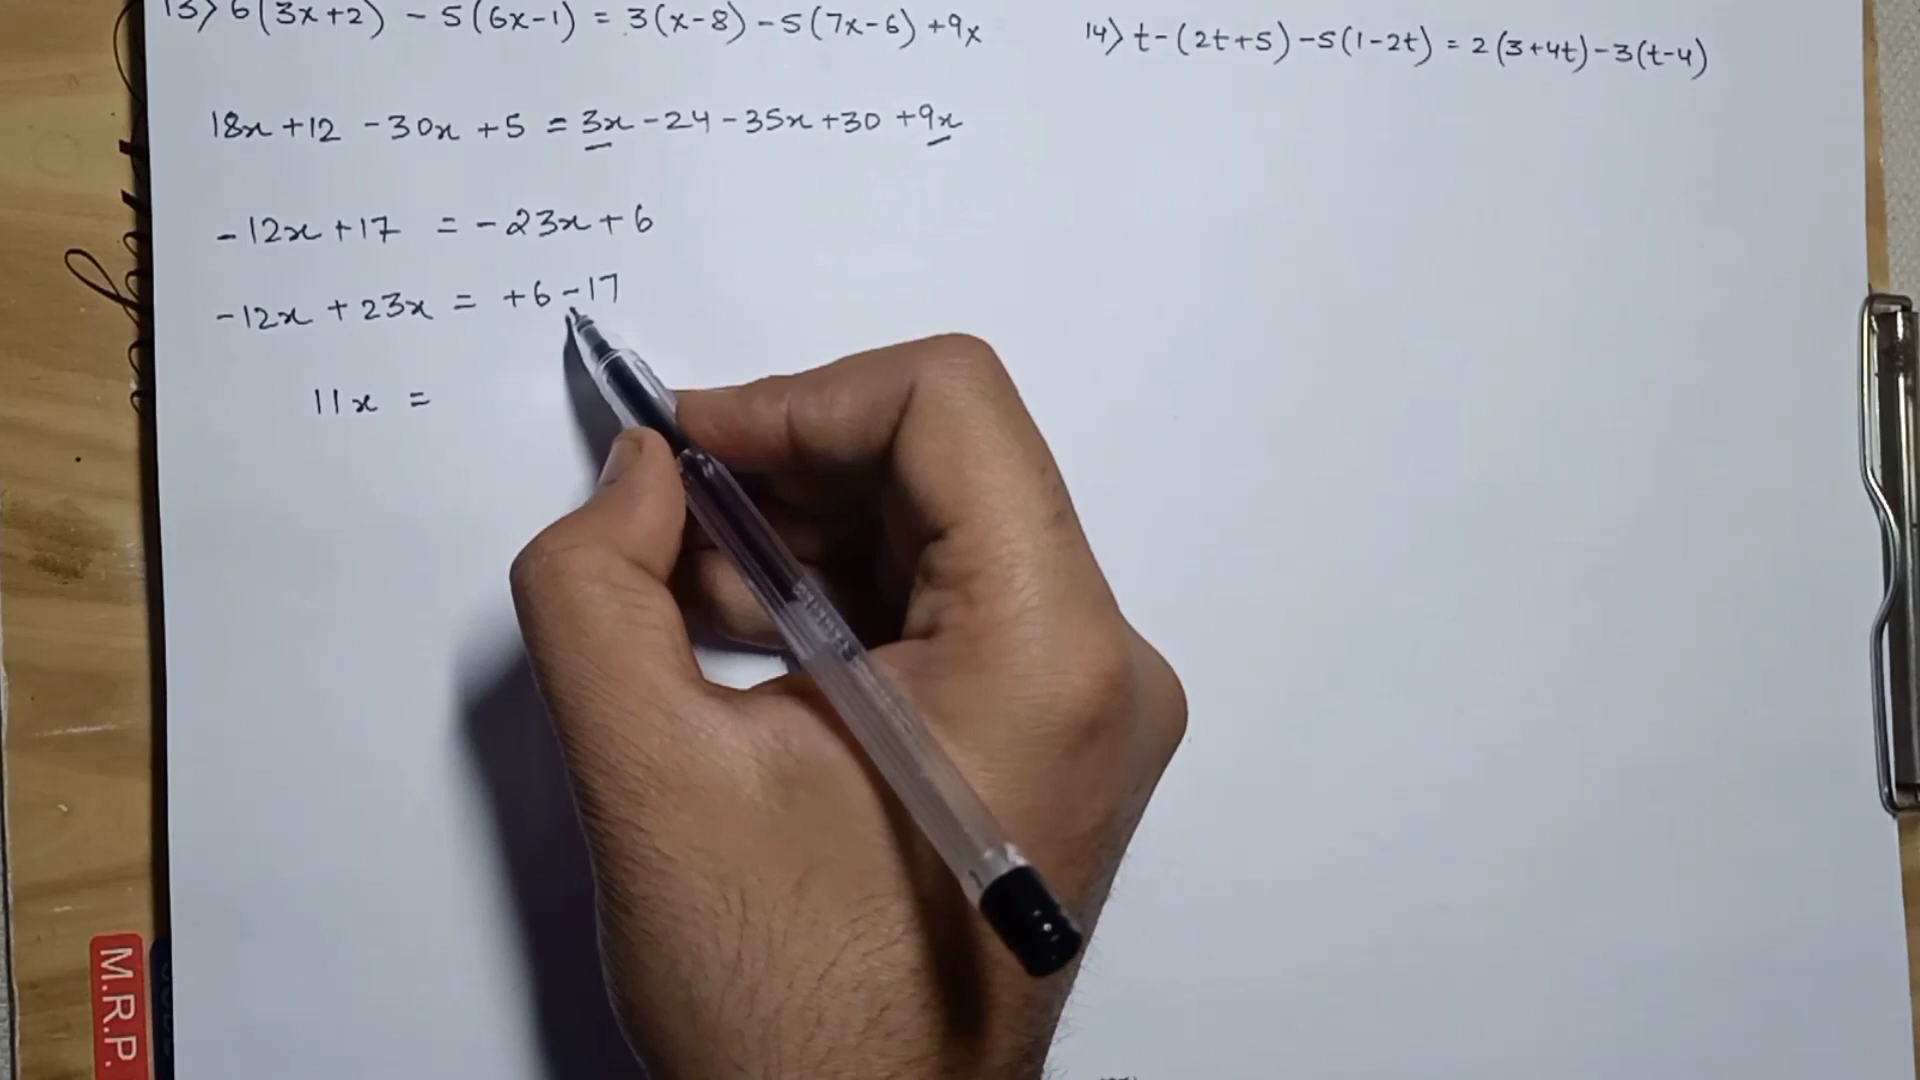 13) 6(3x+2) - 5(6x-1) = 3(x-8) - 5(7x-6) +9x
18x +12 -30x +5 = 3x -24 -35x +30 +9x
-12x +17 = -23x + 6
-12x + 23x = +6 -17
11x =
14) t-(2t+5)-5(1-2t) = 2(3+4t)-3(t-4)
M.R.P.